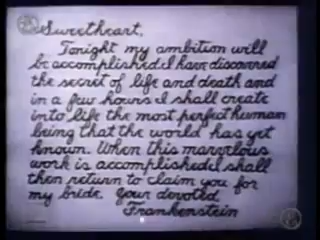 Sweetheart,
Tonight my ambition will
be accomplished. I have discovered
the secret of life and death and
in a few hours I shall create
into life the most perfect human
being that the world has yet
known. When this marvelous
work is accomplished I shall
then return to claim you for
my bride. Your devoted
Frankenstein